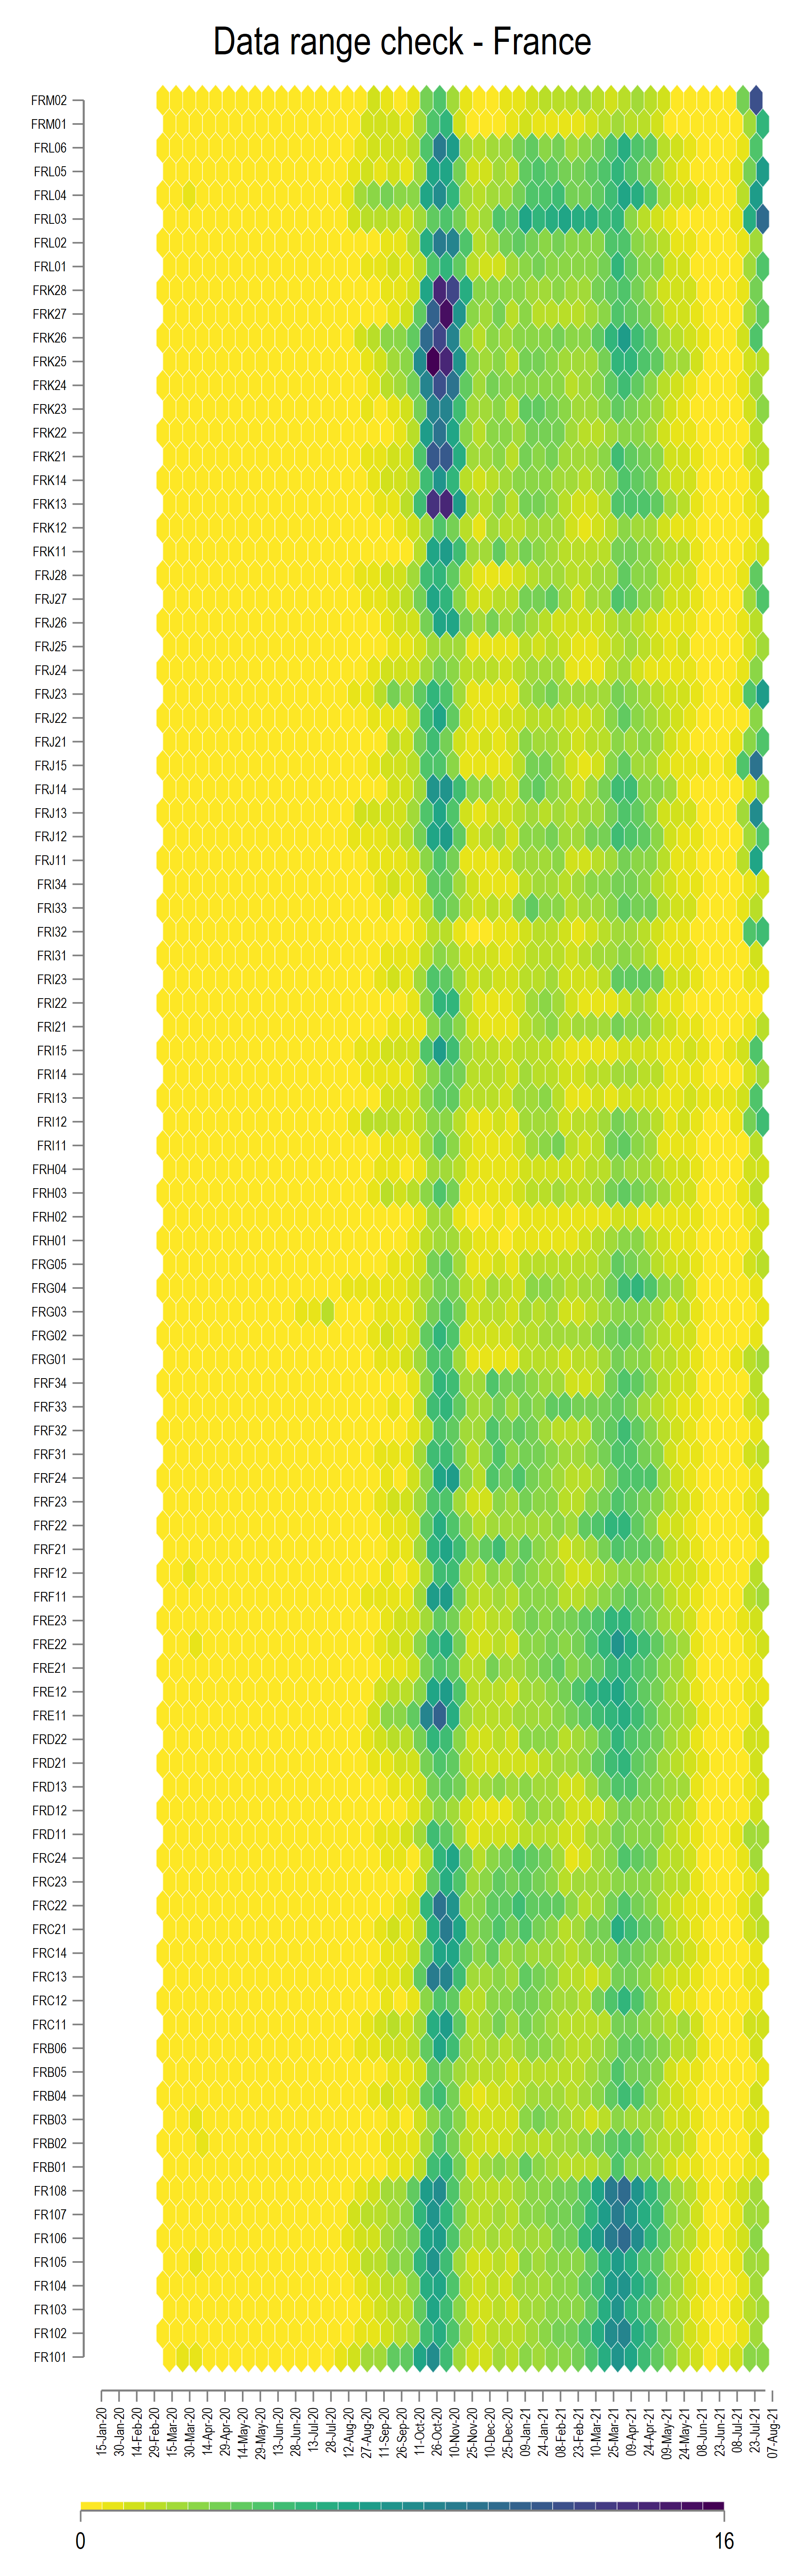 Data range check - France
FRM02
FRM01
FRL06
FRL05
FRL04
FRL03
FRL02
FRL01
FRK28
FRK27
FRK26
FRK25
FRK24
FRK23
FRK22
FRK21
FRK14
FRK13
FRK12
FRK11
FRJ28
FRJ27
FRJ26
FRJ25
FRJ24
FRJ23
FRJ22
FRJ21
FRJ15
FRJ14
FRJ13
FRJ12
FRJ11
FRI34
FRI33
FRI32
FRI31
FRI23
FRI22
FRI21
FRI15
FRI14
FRI13
FRI12
FRI11
FRH04
FRH03
FRH02
FRH01
FRG05
FRG04
FRG03
FRG02
FRG01
FRF34
FRF33
FRF32
FRF31
FRF24
FRF23
FRF22
FRF21
FRF12
FRF11
FRE23
FRE22
FRE21
FRE12
FRE11
FRD22
FRD21
FRD13
FRD12
FRD11
FRC24
FRC23
FRC22
FRC21
FRC14
FRC13
FRC12
FRC11
FRB06
FRB05
FRB04
FRB03
FRB02
FRB01
FR108
FR107
FR106
FR105
FR104
FR103
FR102
FR101
15-Jan-20
30-Jan-20
14-Feb-20
29-Feb-20
15-Mar-20
30-Mar-20
14-Apr-20
29-Apr-20
14-May-20
29-May-20
13-Jun-20
28-Jun-20
13-Jul-20
28-Jul-20
12-Aug-20
27-Aug-20
11-Sep-20
26-Sep-20
11-Oct-20
26-Oct-20
10-Nov-20
25-Nov-20
10-Dec-20
25-Dec-20
09-Jan-21
24-Jan-21
08-Feb-21
23-Feb-21
10-Mar-21
25-Mar-21
09-Apr-21
24-Apr-21
09-May-21
24-May-21
08-Jun-21
23-Jun-21
08-Jul-21
23-Jul-21
07-Aug-21
0
16